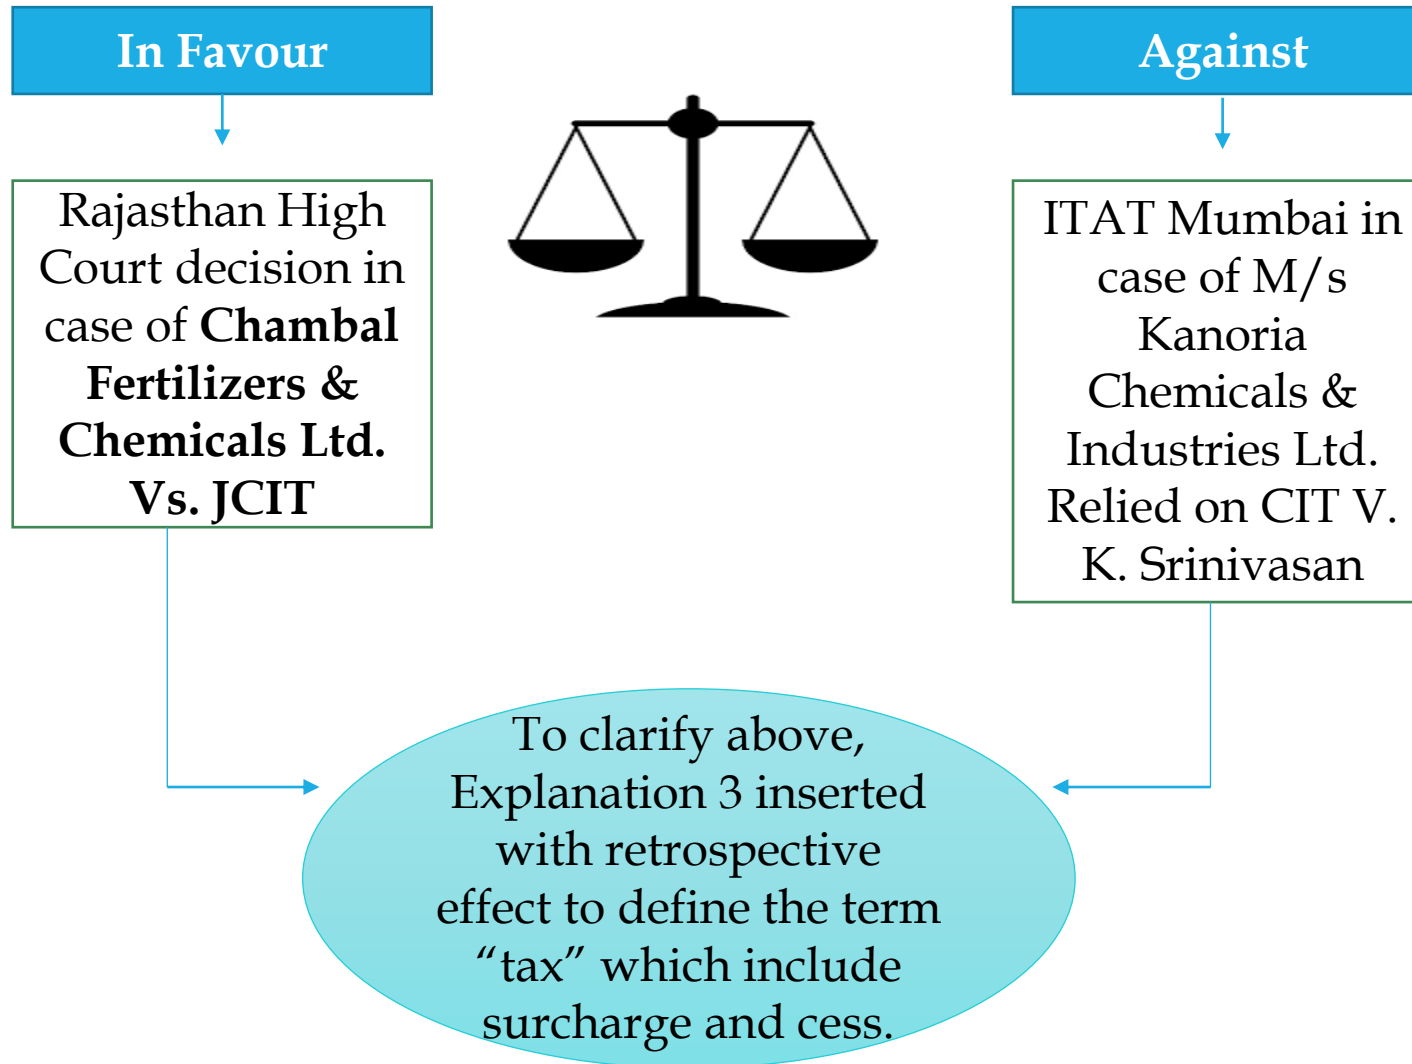 In Favour
Rajasthan High
Court decision in
case of Chambal
Fertilizers &
Chemicals Ltd.
Vs. JCIT
Against
ITAT Mumbai in
case of M/s
Kanoria
Chemicals &
Industries Ltd.
Relied on CIT V.
K. Srinivasan
To clarify above,
Explanation 3 inserted
with retrospective
effect to define the term
“tax” which include
surcharge and cess.